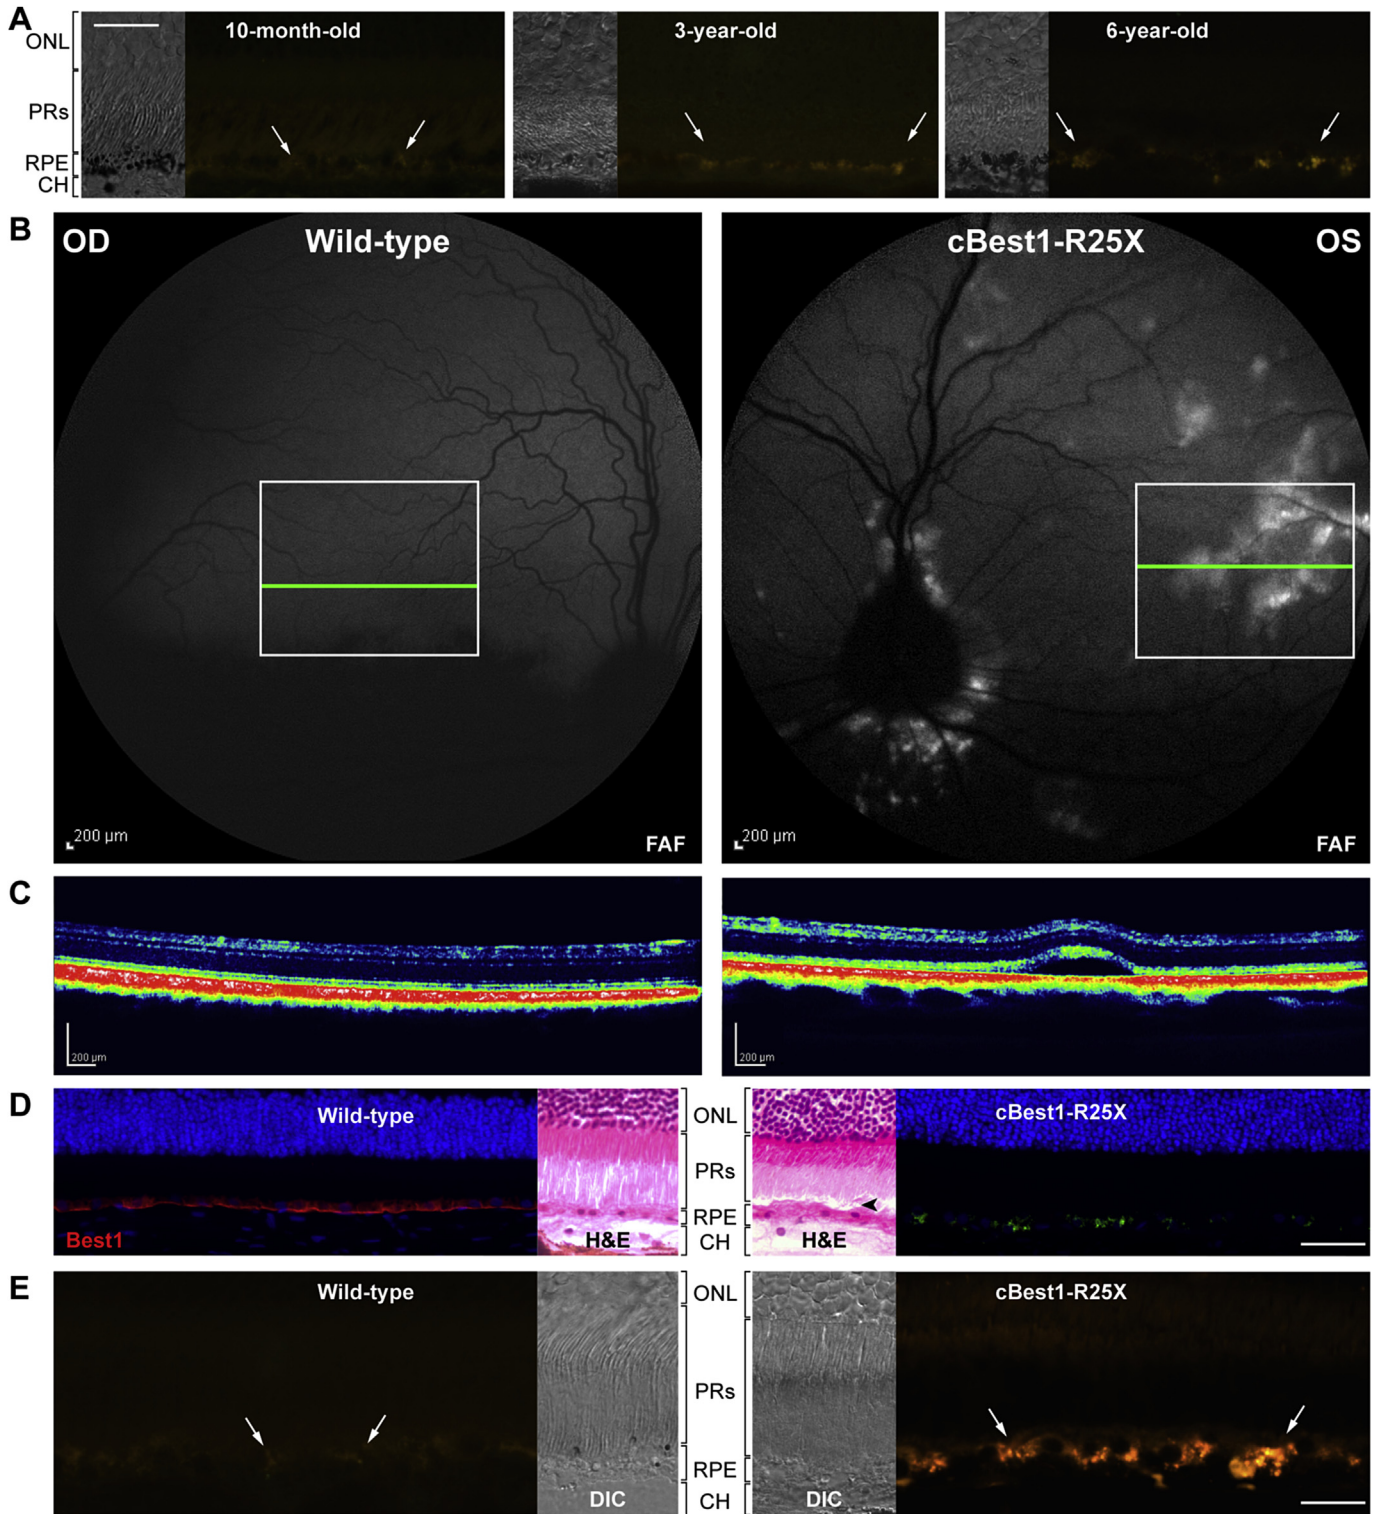 A
10-month-old
3-year-old
6-year-old
ONL
PRs
RPE
CH
B
OD
Wild-type
cBest1-R25X
OS
200 µm
FAF
200 µm
FAF
C
200 µm
200 µm
D
Wild-type
ONL
cBest1-R25X
PRs
RPE
Best1
H&E
CH
H&E
E
Wild-type
ONL
cBest1-R25X
PRs
RPE
DIC
CH
DIC